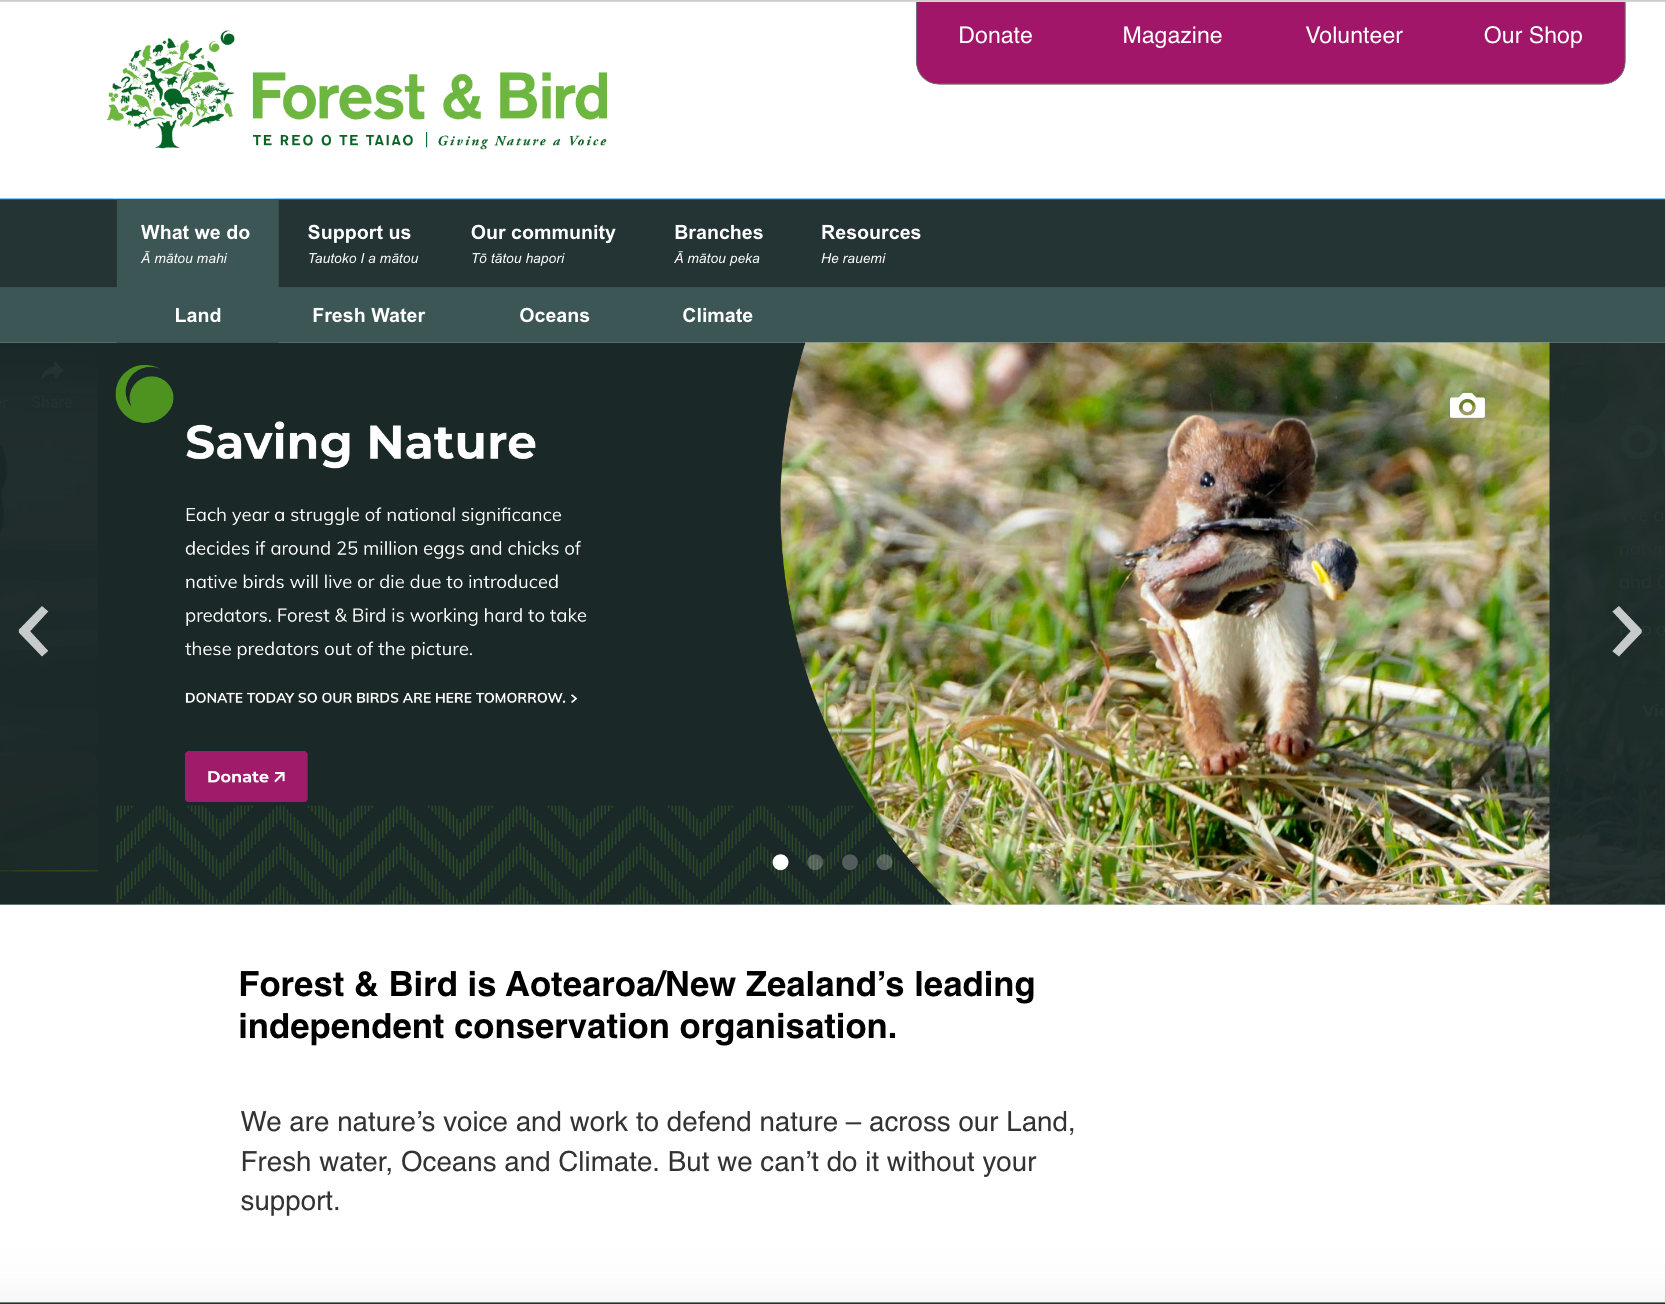 Donate Magazine Volunteer Our Shop
Forest & Bird
TE REO O TE TAIAO | Giving Nature a Voice
What we do Support us Our community Branches Resources
Ā mātou mahi Tautoko I a mātou Tō tātou hapori Ā mātou peka He rauemi
Land Fresh Water Oceans Climate
Share
Saving Nature
Each year a struggle of national significance
decides if around 25 million eggs and chicks of
native birds will live or die due to introduced
predators. Forest & Bird is working hard to take
these predators out of the picture.
DONATE TODAY SO OUR BIRDS ARE HERE TOMORROW. >
Donate
Forest & Bird is Aotearoa/New Zealand’s leading
independent conservation organisation.
We are nature’s voice and work to defend nature – across our Land,
Fresh water, Oceans and Climate. But we can’t do it without your
support.